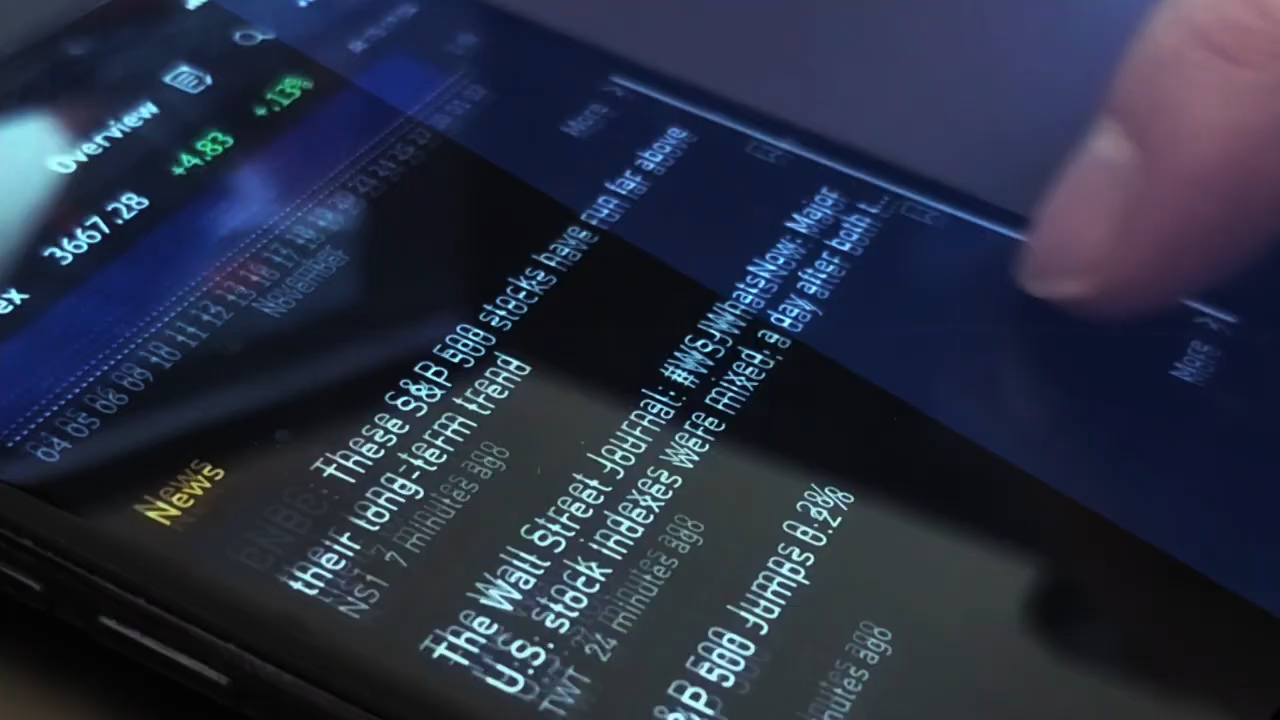 Overview
3667.28 +4.83 +.13%
04 05 06 09 10 11 12 13 16 17 18
November
News
More >
These S&P 500 stocks have run far above
their long-term trend
NS1 7 minutes ago
The Wall Street Journal: #WSJWhatsNow: Major
U.S. stock indexes were mixed, a day after both t...
TWT 24 minutes ago
&P 500 Jumps 0.2%
minutes ago
More >